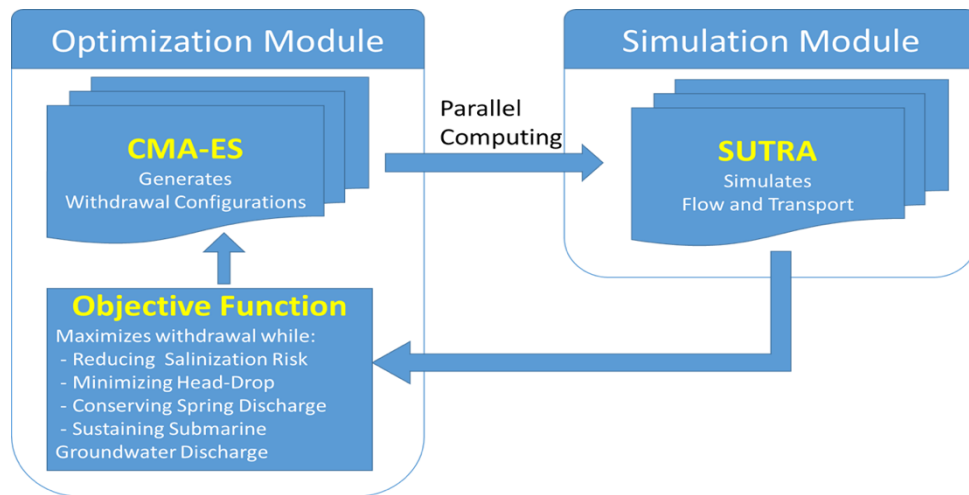 Optimization Module
CMA-ES
Generates
Withdrawal Configurations
Objective Function
Maximizes withdrawal while:
- Reducing Salinization Risk
- Minimizing Head-Drop
- Conserving Spring Discharge
- Sustaining Submarine
Groundwater Discharge
Parallel
Computing
Simulation Module
SUTRA
Simulates
Flow and Transport